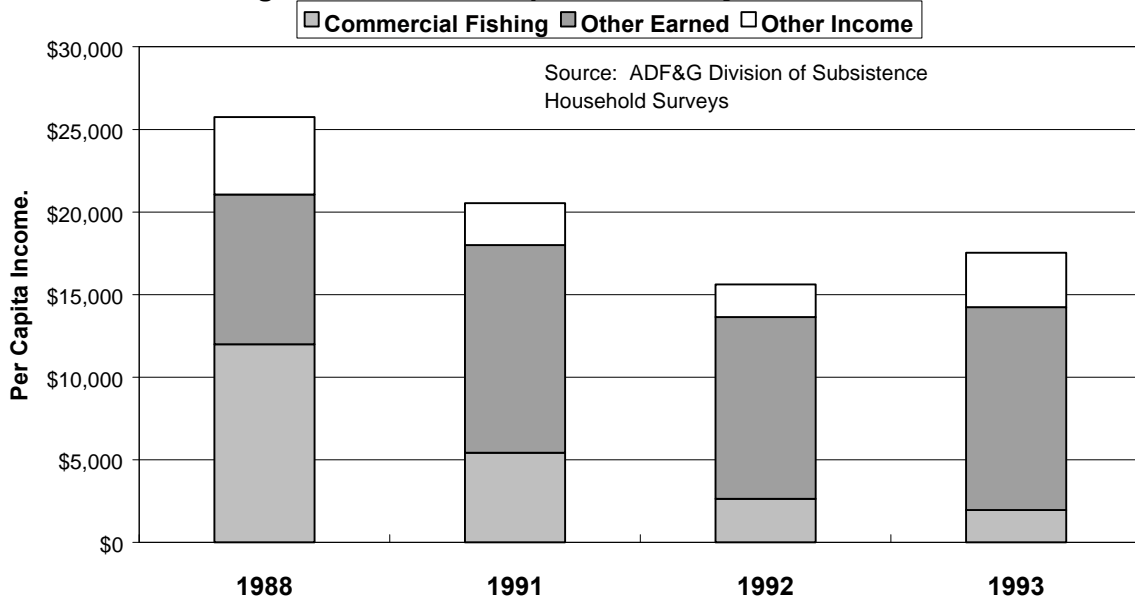 Commercial Fishing Other Earned Other Income
$30,000
Source: ADF&G Division of Subsistence
Household Surveys
$25,000
$20,000
$15,000
$10,000
$5,000
$0
Per Capita Income.
1988 1991 1992 1993